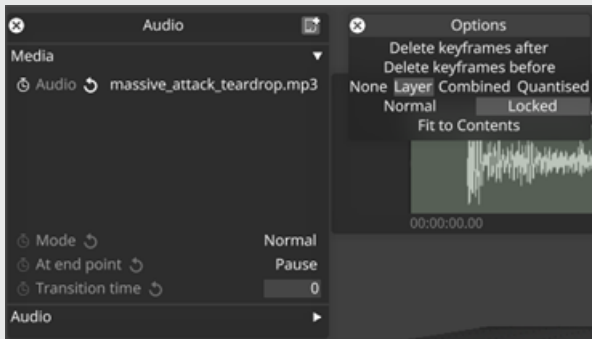 Audio
Media
Audio massive_attack_teardrop.mp3
Mode Normal
At end point Pause
Transition time 0
Audio
Options
Delete keyframes after
Delete keyframes before
None Layer Combined Quantised
Normal Locked
Fit to Contents
00:00:00.00